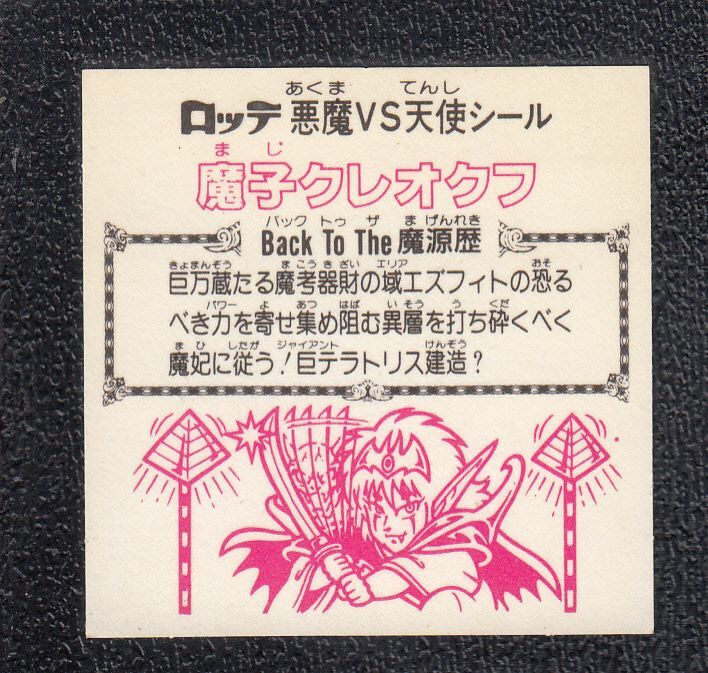 あくま てんし
ロッテ 悪魔VS天使シール
まじ
魔子クレオクフ
バック トゥ ザ まげんれき
Back To The 魔源歴
きょまんぞう まこうきざい エリア おそ
巨万蔵たる魔考器財の域エズフィトの恐る
パワー よ あつ はば いそう う くだ
べき力を寄せ集め阻む異層を打ち砕くべく
まひ したが ジャイアント けんぞう
魔妃に従う！巨テラトリス建造？